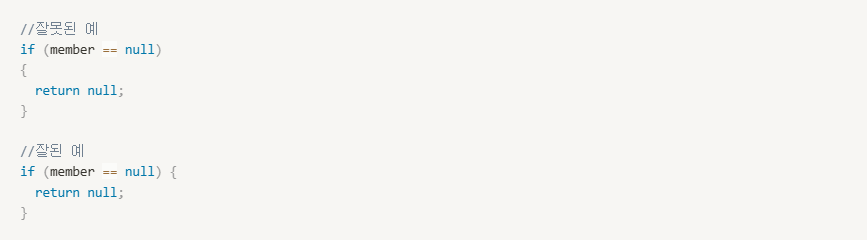 //잘못된 예
if (member == null)
{
  return null;
}

//잘된 예
if (member == null) {
  return null;
}